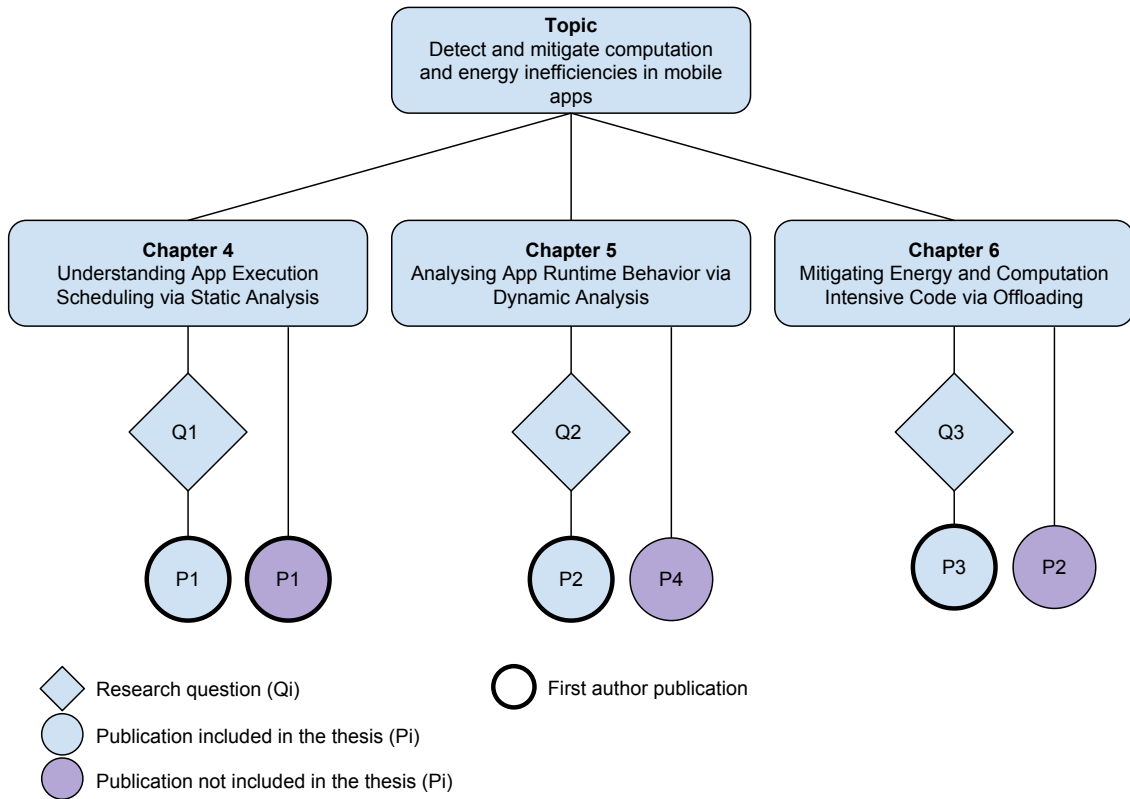 Topic
Detect and mitigate computation
and energy inefficiencies in mobile
apps
Chapter 4
Understanding App Execution
Scheduling via Static Analysis
Chapter 5
Analysing App Runtime Behavior via
Dynamic Analysis
Chapter 6
Mitigating Energy and Computation
Intensive Code via Offloading
Q1
Q2
Q3
P1
P1
P2
P4
P3
P2
Research question (Qi)
First author publication
Publication included in the thesis (Pi)
Publication not included in the thesis (Pi)